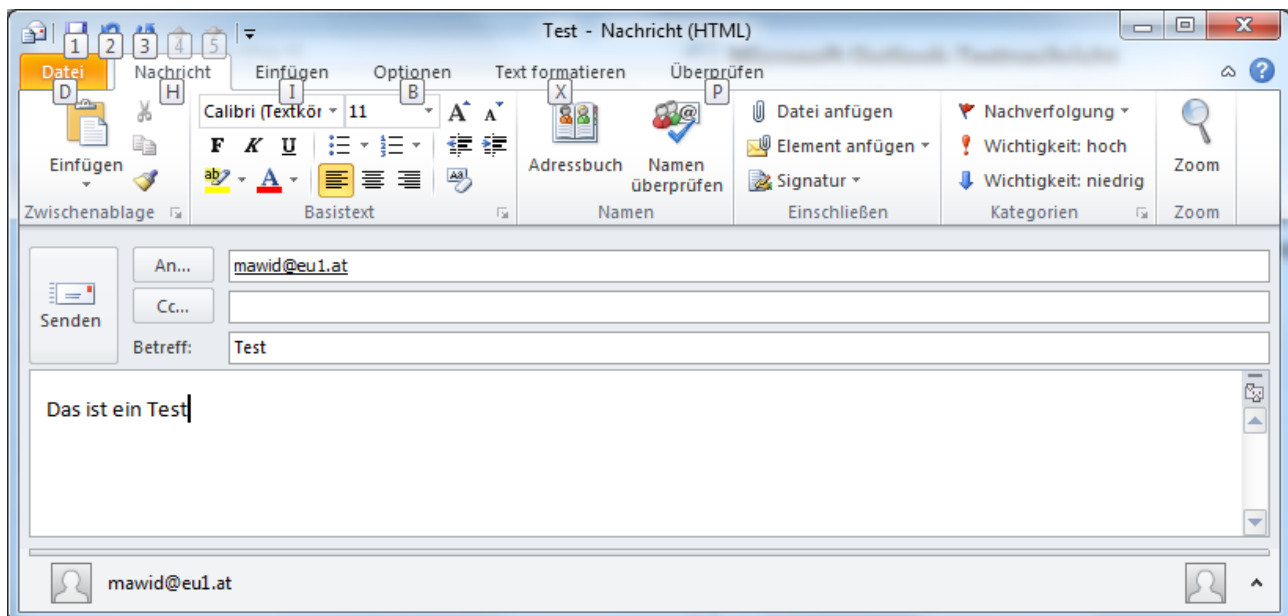 Test - Nachricht (HTML)
1 2 3 4 5
Datei Nachricht Einfügen Optionen Text formatieren Überprüfen
D H I B X P
Calibri (Textkör 11 A A Datei anfügen Nachverfolgung
F K U Element anfügen Wichtigkeit: hoch
Einfügen Adressbuch Namen überprüfen Zoom
ab A Aa Signatur Wichtigkeit: niedrig
Zwischenablage Basistext Namen Einschließen Kategorien Zoom
An... mawid@eu1.at
Cc...
Senden
Betreff: Test
Das ist ein Test
mawid@eu1.at